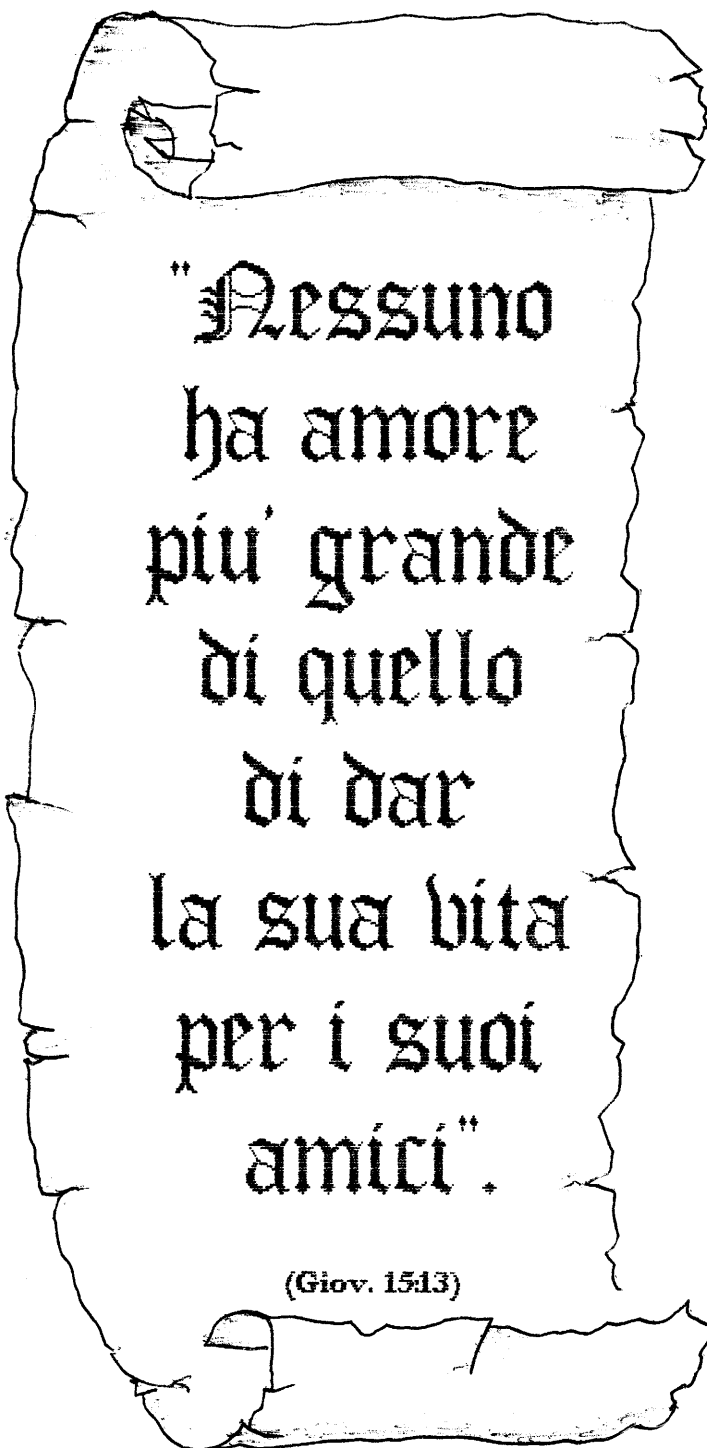 "Nessuno
ha amore
piu' grande
di quello
di dar
la sua vita
per i suoi
amici".
(Giov. 15:13)